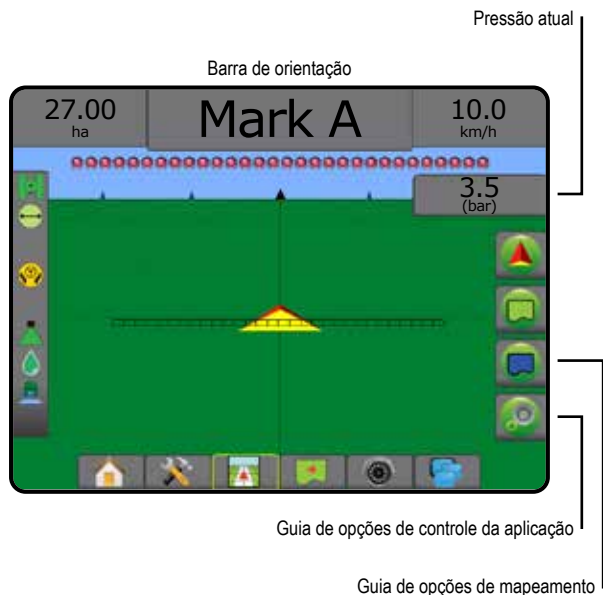 Pressão atual
Barra de orientação
27.00
ha
Mark A
10.0
km/h
3.5
(bar)
Guia de opções de controle da aplicação
Guia de opções de mapeamento